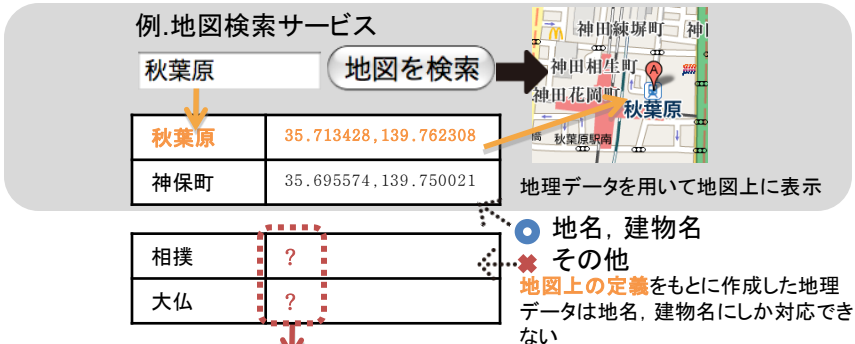 例.地図検索サービス
秋葉原
地図を検索
神田練塀町
神田相生町
A
神田花岡町
秋葉原
秋葉原駅南
秋葉原 35.713428,139.762308
神保町 35.695574,139.750021
地理データを用いて地図上に表示
地名，建物名
相撲 ？
その他
大仏 ？
地図上の定義をもとに作成した地理
データは地名，建物名にしか対応でき
ない